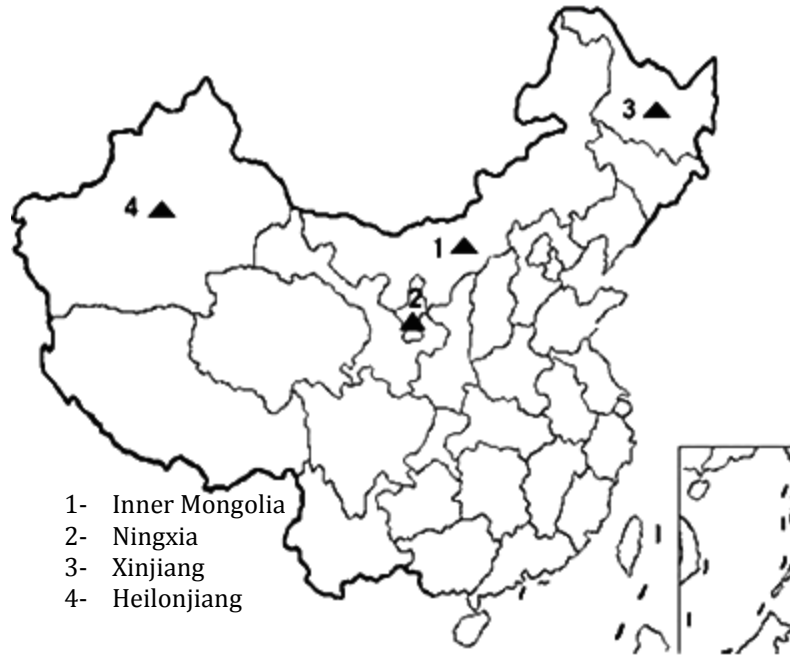 3
4
1
2
1- Inner Mongolia
2- Ningxia
3- Xinjiang
4- Heilonjiang